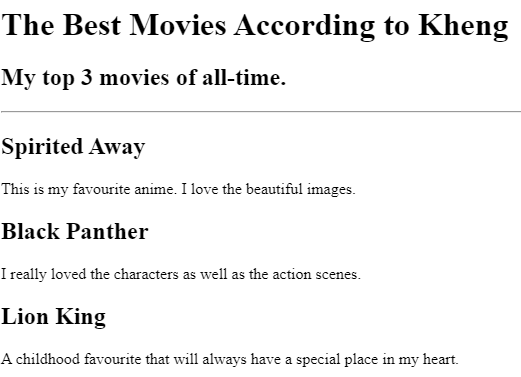 The Best Movies According to Kheng
My top 3 movies of all-time.
Spirited Away
This is my favourite anime. I love the beautiful images.
Black Panther
I really loved the characters as well as the action scenes.
Lion King
A childhood favourite that will always have a special place in my heart.